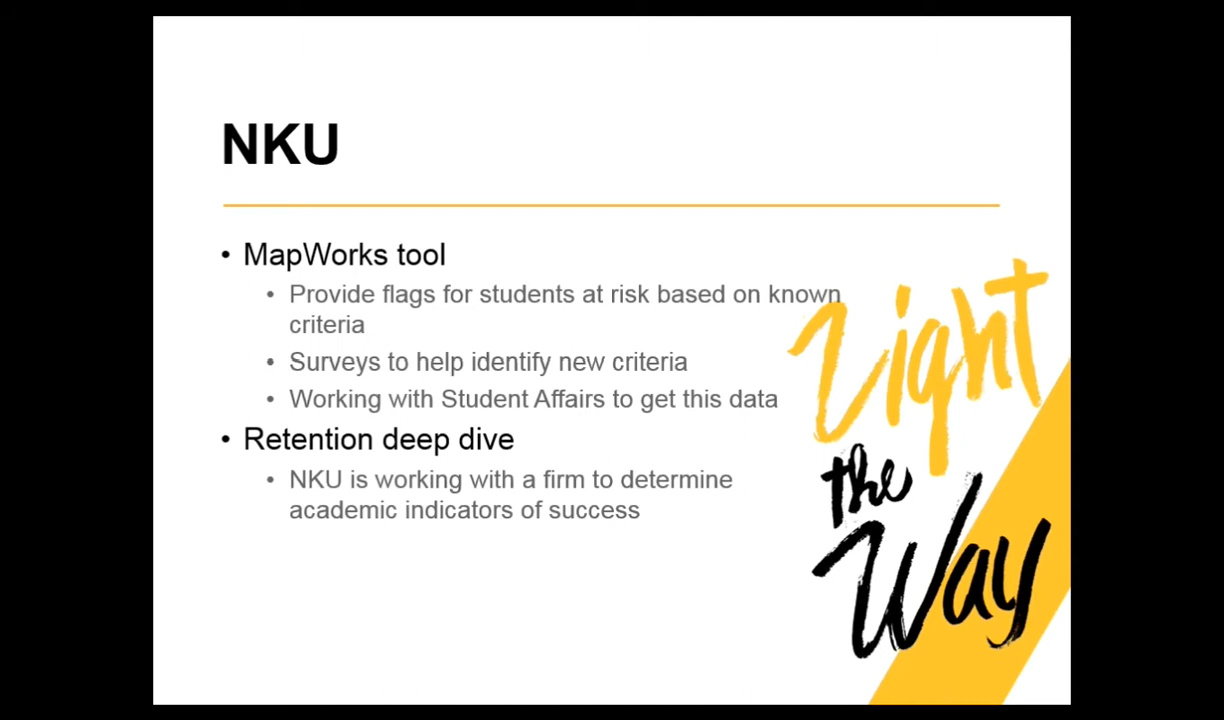 NKU
• MapWorks tool
• Provide flags for students at risk based on known
criteria
• Surveys to help identify new criteria
• Working with Student Affairs to get this data
• Retention deep dive
• NKU is working with a firm to determine
academic indicators of success
Light
the
Way